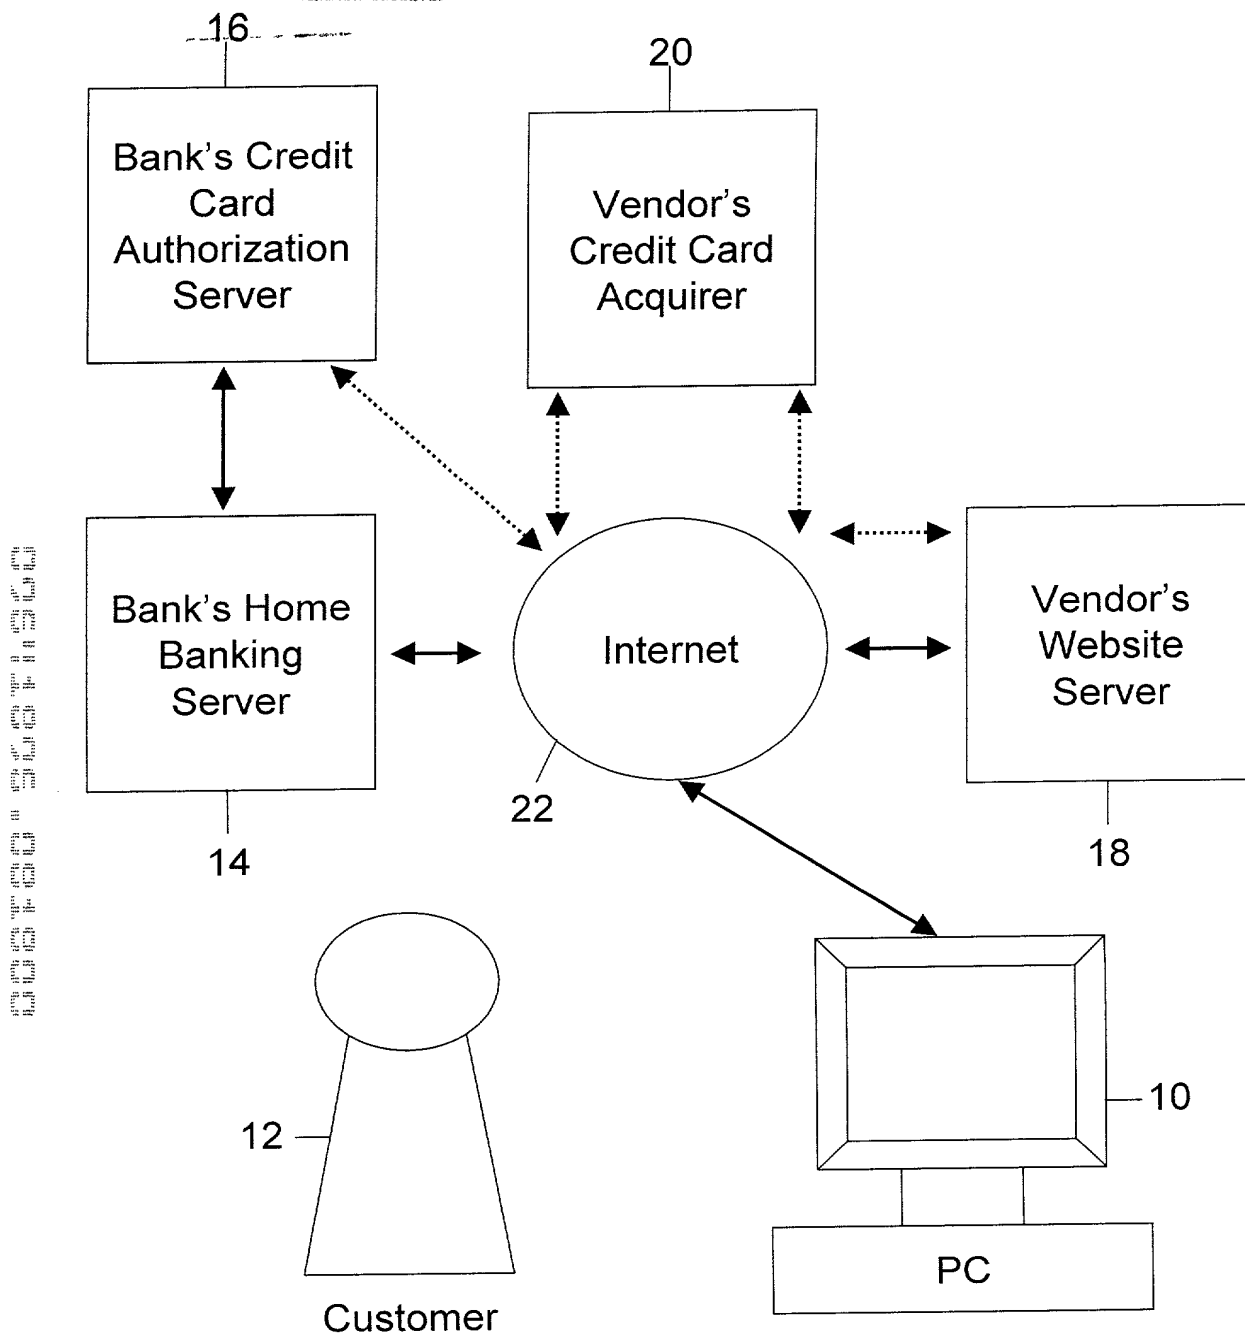 16
20
Bank's Credit
Card
Authorization
Server
Vendor's
Credit Card
Acquirer
Bank's Home
Banking
Server
Internet
Vendor's
Website
Server
22
14
18
12
10
PC
Customer